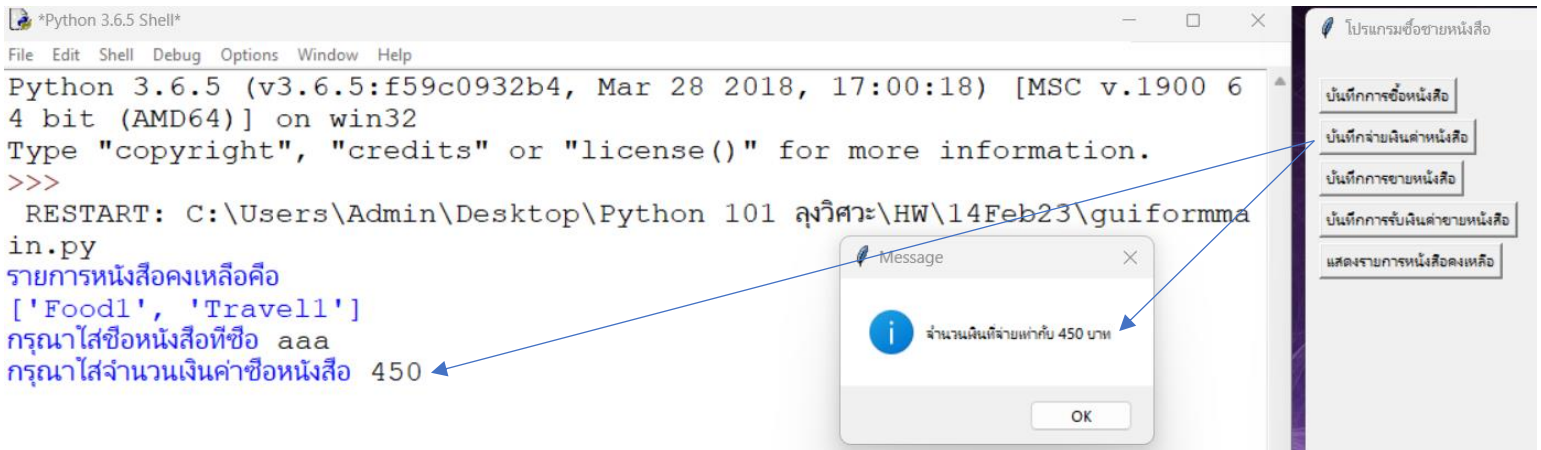 *Python 3.6.5 Shell*
File Edit Shell Debug Options Window Help
Python 3.6.5 (v3.6.5:f59c0932b4, Mar 28 2018, 17:00:18) [MSC v.1900 6
4 bit (AMD64)] on win32
Type "copyright", "credits" or "license()" for more information.
>>>
RESTART: C:\Users\Admin\Desktop\Python 101 ลุงวิศวะ\HW\14Feb23\guiformma
in.py
รายการหนังสือคงเหลือคือ
['Food1', 'Travel1']
กรุณาใส่ชื่อหนังสือที่ซื้อ aaa
กรุณาใส่จำนวนเงินค่าซื้อหนังสือ 450
Message
จำนวนเงินที่จ่ายเท่ากับ 450 บาท
OK
โปรแกรมซื้อขายหนังสือ
บันทึกการซื้อหนังสือ
บันทึกจ่ายเงินค่าหนังสือ
บันทึกการขายหนังสือ
บันทึกการรับเงินค่าขายหนังสือ
แสดงรายการหนังสือคงเหลือ